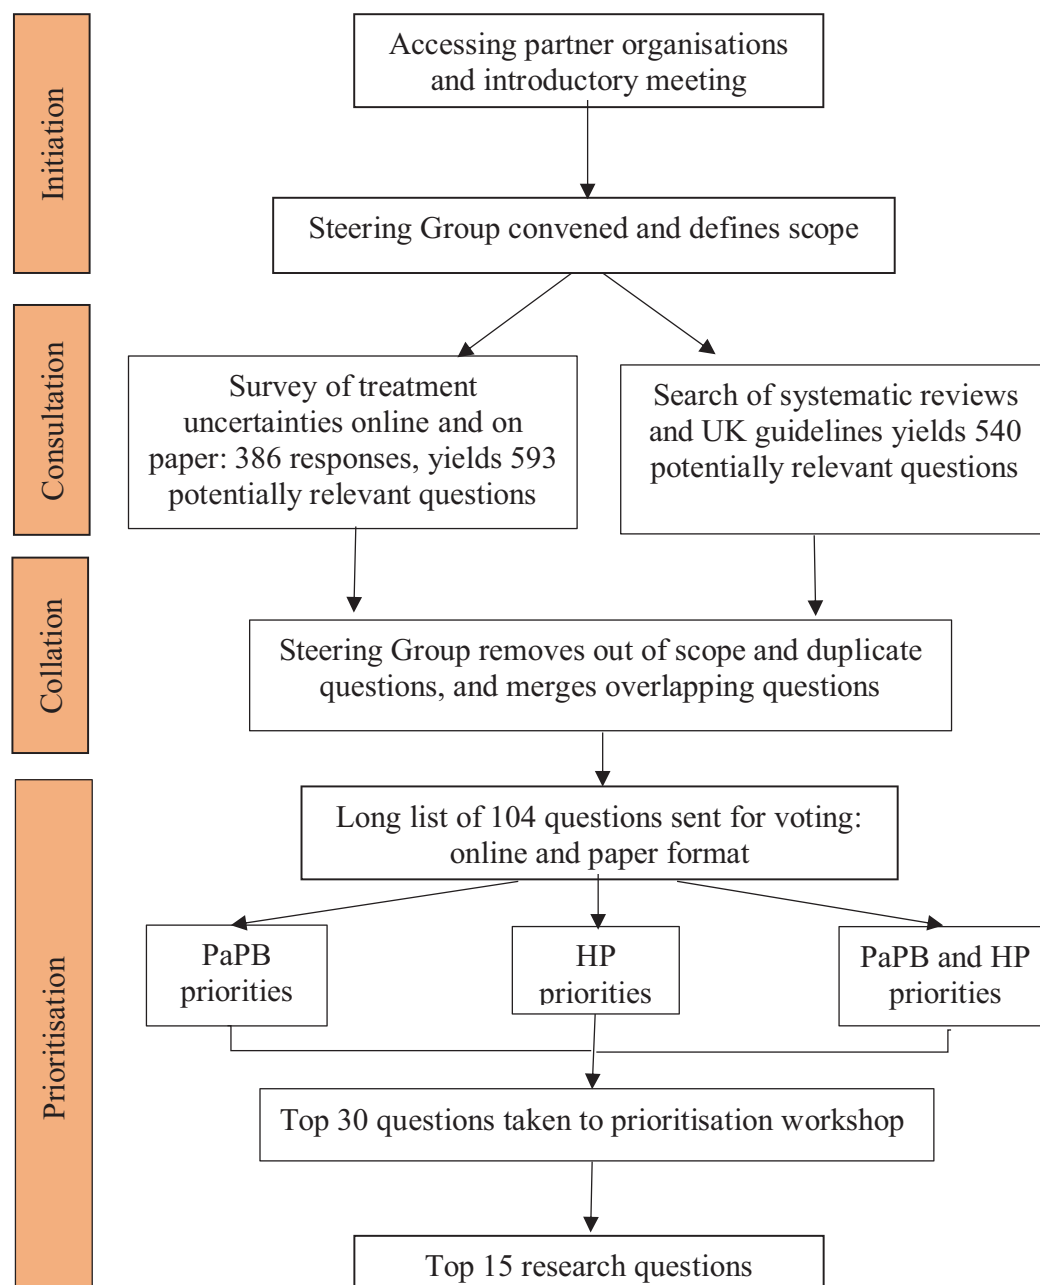 Initiation
Accessing partner organisations
and introductory meeting
Steering Group convened and defines scope
Consultation
Survey of treatment
uncertainties online and on
paper: 386 responses, yields 593
potentially relevant questions
Search of systematic reviews
and UK guidelines yields 540
potentially relevant questions
Collation
Steering Group removes out of scope and duplicate
questions, and merges overlapping questions
Prioritisation
Long list of 104 questions sent for voting:
online and paper format
PaPB
priorities
HP
priorities
PaPB and HP
priorities
Top 30 questions taken to prioritisation workshop
Top 15 research questions